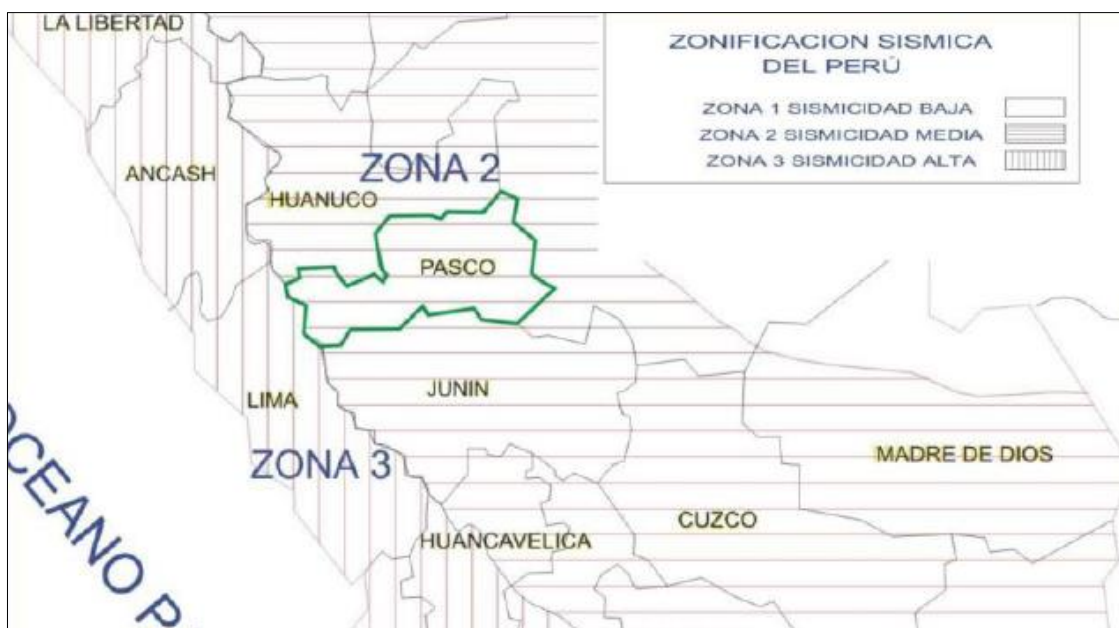 LA LIBERTAD
ZONIFICACION SISMICA
DEL PERÚ
ZONA 1 SISMICIDAD BAJA
ZONA 2 SISMICIDAD MEDIA
ZONA 3 SISMICIDAD ALTA
ANCASH
ZONA 2
HUANUCO
PASCO
LIMA
JUNIN
ZONA 3
MADRE DE DIOS
OCEANO P
CUZCO
HUANCAVELICA